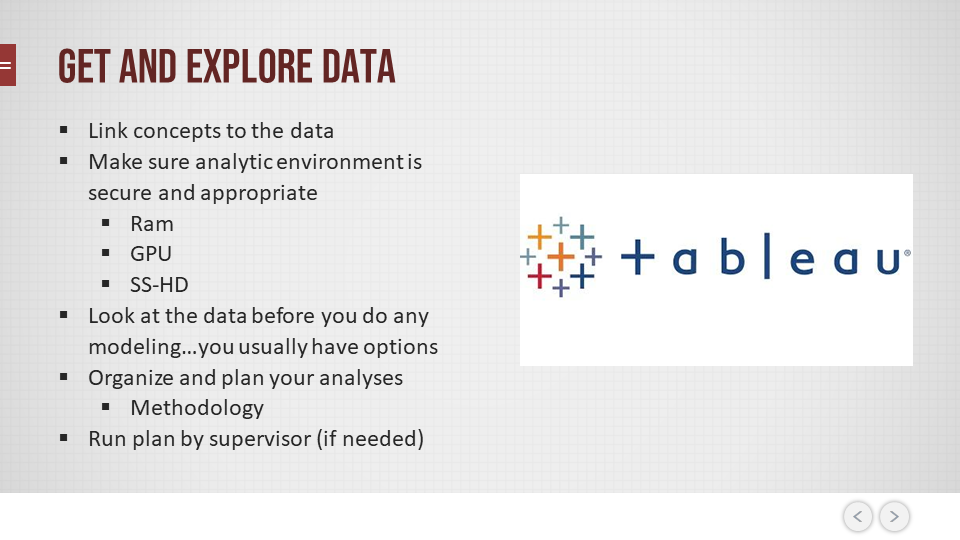 GET AND EXPLORE DATA
▪ Link concepts to the data
▪ Make sure analytic environment is
secure and appropriate
▪ Ram
▪ GPU
▪ SS-HD
▪ Look at the data before you do any
modeling…you usually have options
▪ Organize and plan your analyses
▪ Methodology
▪ Run plan by supervisor (if needed)
+ableau®